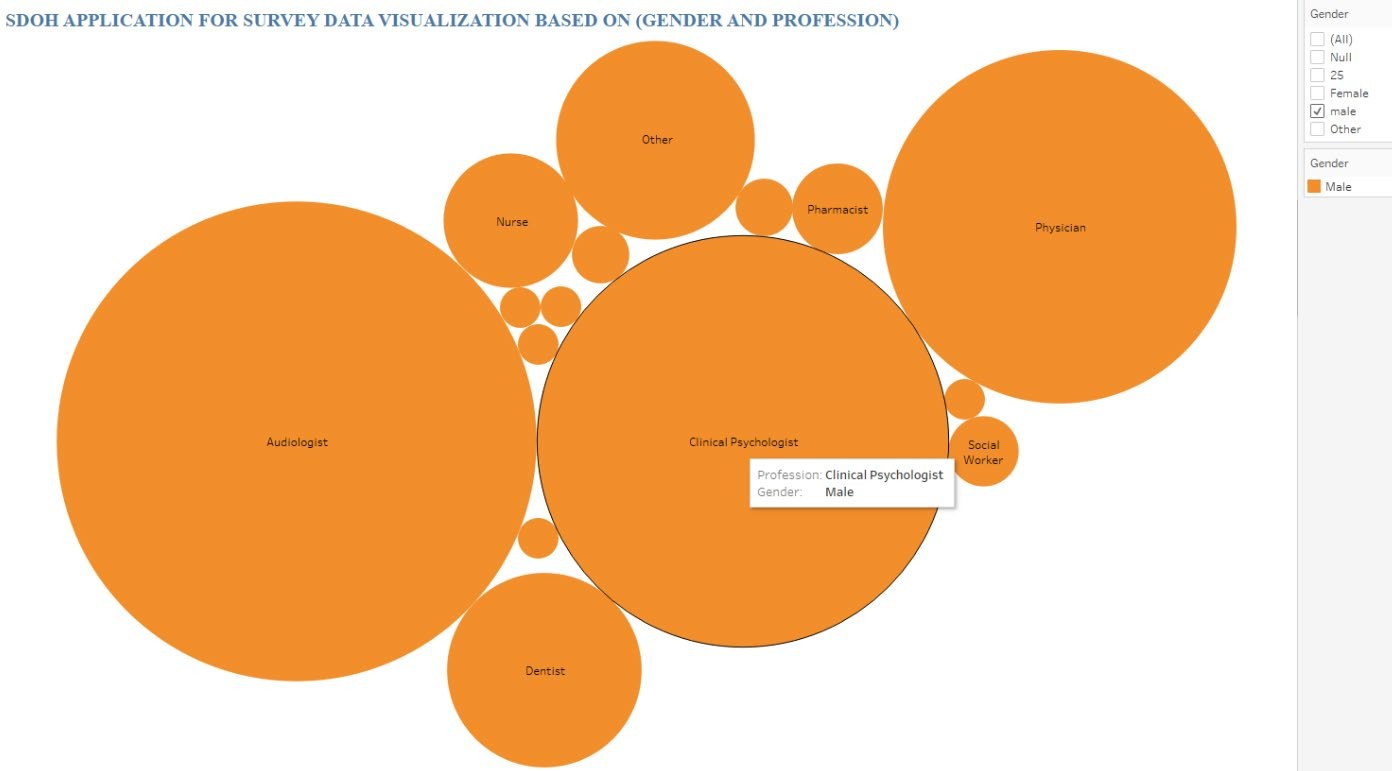 SDOH APPLICATION FOR SURVEY DATA VISUALIZATION BASED ON (GENDER AND PROFESSION)
Other
Nurse
Pharmacist
Physician
Audiologist
Clinical Psychologist
Social
Worker
Profession: Clinical Psychologist
Gender: Male
Dentist
Gender
(All)
Null
25
Female
male
Other
Gender
Male